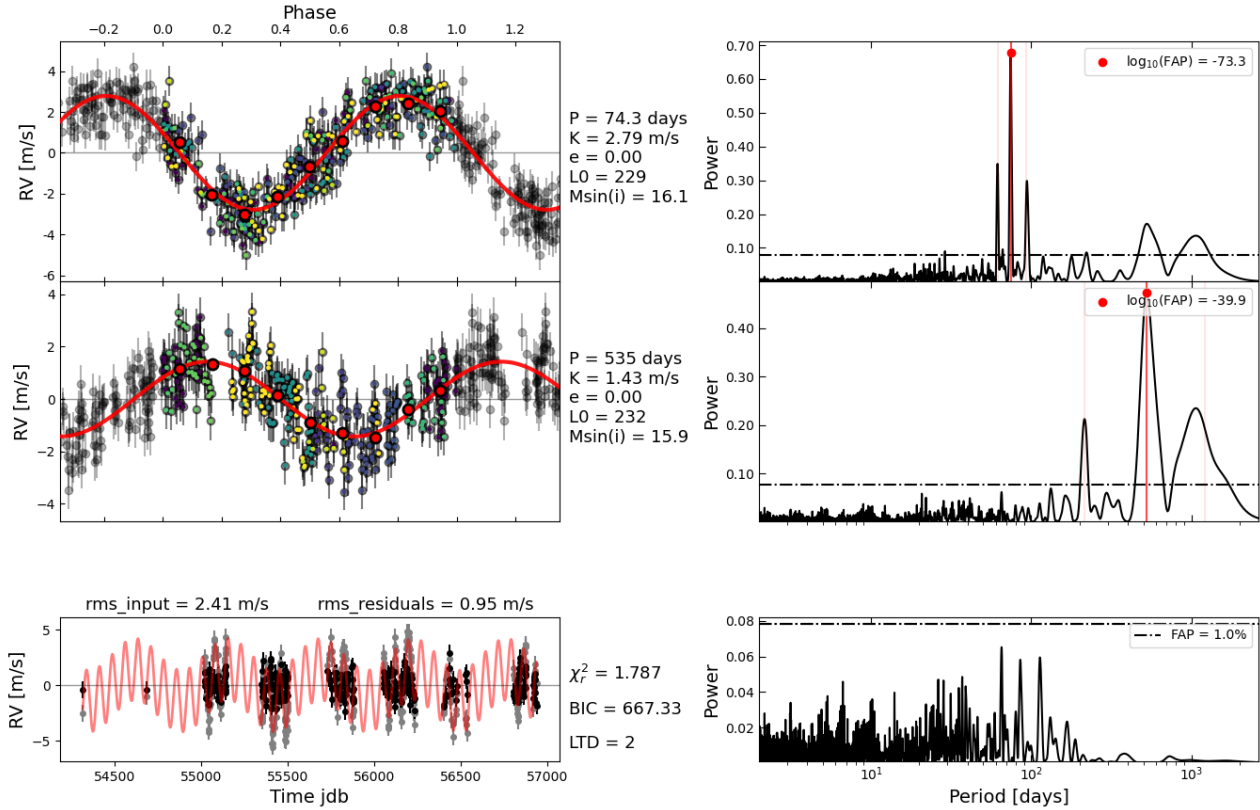 Phase
−0.2 0.0 0.2 0.4 0.6 0.8 1.0 1.2
RV [m/s]
4
2
0
−2
−4
−6
P = 74.3 days
K = 2.79 m/s
e = 0.00
L0 = 229
Msin(i) = 16.1
Power
0.70
0.60
0.50
0.40
0.30
0.20
0.10
log10(FAP) = -73.3
RV [m/s]
4
2
0
−2
−4
P = 535 days
K = 1.43 m/s
e = 0.00
L0 = 232
Msin(i) = 15.9
Power
0.40
0.30
0.20
0.10
log10(FAP) = -39.9
rms_input = 2.41 m/s rms_residuals = 0.95 m/s
RV [m/s]
5
0
−5
54500 55000 55500 56000 56500 57000
Time jdb
χ²r = 1.787
BIC = 667.33
LTD = 2
Power
0.08
0.06
0.04
0.02
FAP = 1.0%
10¹ 10² 10³
Period [days]